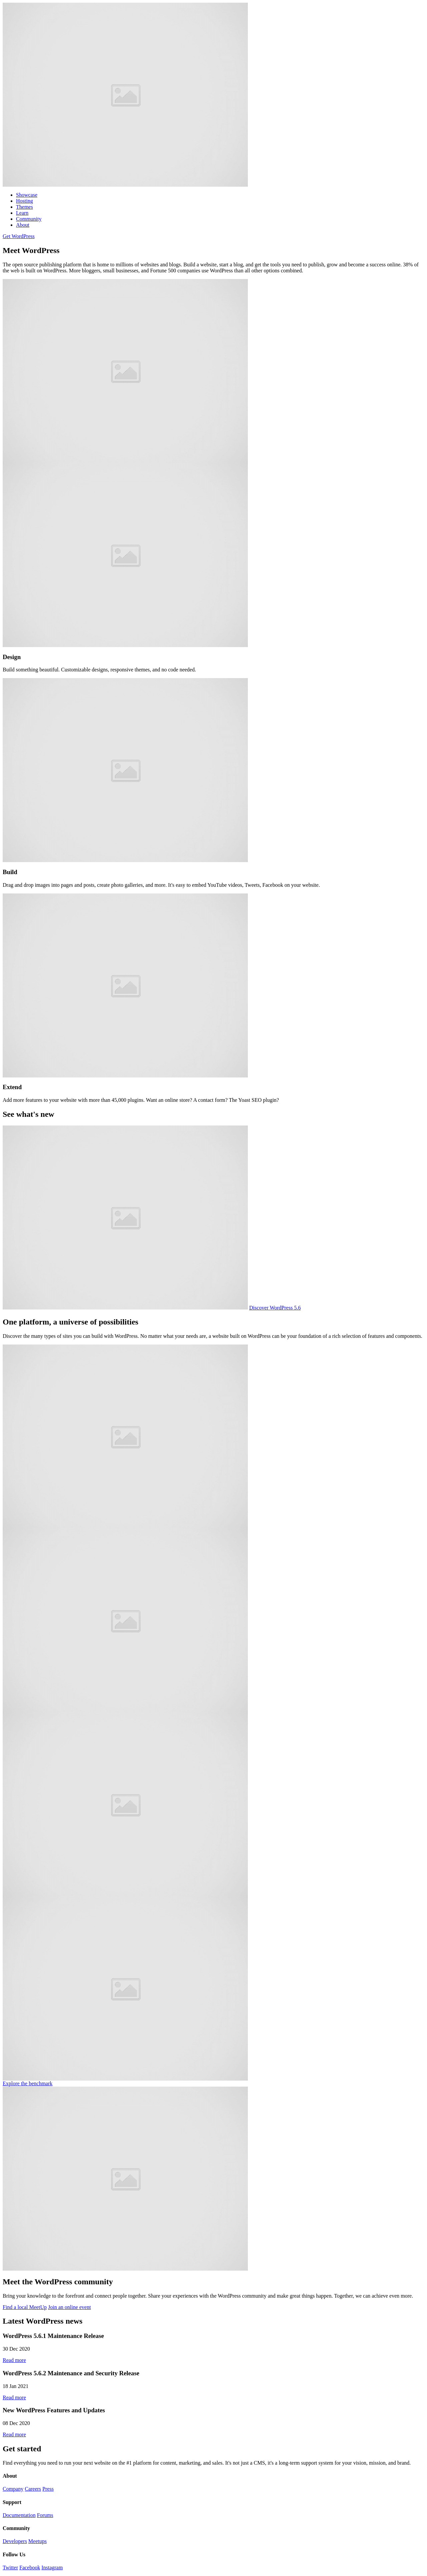 Showcase
Hosting
Themes
Learn
Community
About
Get WordPress
Meet WordPress
The open source publishing platform that is home to millions of websites and blogs. Build a website, start a blog, and get the tools you need to publish, grow and become a success online. 38% of
the web is built on WordPress. More bloggers, small businesses, and Fortune 500 companies use WordPress than all other options combined.
Design
Build something beautiful. Customizable designs, responsive themes, and no code needed.
Build
Drag and drop images into pages and posts, create photo galleries, and more. It's easy to embed YouTube videos, Tweets, Facebook on your website.
Extend
Add more features to your website with more than 45,000 plugins. Want an online store? A contact form? The Yoast SEO plugin?
See what's new
Discover WordPress 5.6
One platform, a universe of possibilities
Discover the many types of sites you can build with WordPress. No matter what your needs are, a website built on WordPress can be your foundation of a rich selection of features and components.
Explore the benchmark
Meet the WordPress community
Bring your knowledge to the forefront and connect people together. Share your experiences with the WordPress community and make great things happen. Together, we can achieve even more.
Find a local MeetUp Join an online event
Latest WordPress news
WordPress 5.6.1 Maintenance Release
30 Dec 2020
Read more
WordPress 5.6.2 Maintenance and Security Release
18 Jan 2021
Read more
New WordPress Features and Updates
08 Dec 2020
Read more
Get started
Find everything you need to run your next website on the #1 platform for content, marketing, and sales. It's not just a CMS, it's a long-term support system for your vision, mission, and brand.
About
Company Careers Press
Support
Documentation Forums
Community
Developers Meetups
Follow Us
Twitter Facebook Instagram